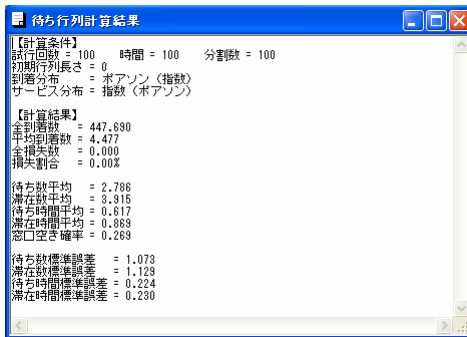 待ち行列計算結果
【計算条件】
試行回数 = 100　時間 = 100　分割数 = 100
初期行列長さ = 0
到着分布　　 = ポアソン（指数）
サービス分布 = 指数（ポアソン）
【計算結果】
全到着数　 = 447.690
平均到着数 = 4.477
全損失数　 = 0.000
損失割合　 = 0.00%
待ち数平均　 = 2.786
滞在数平均　 = 3.915
待ち時間平均 = 0.617
滞在時間平均 = 0.869
窓口空き確率 = 0.269
待ち数標準誤差　 = 1.073
滞在数標準誤差　 = 1.129
待ち時間標準誤差 = 0.224
滞在時間標準誤差 = 0.230